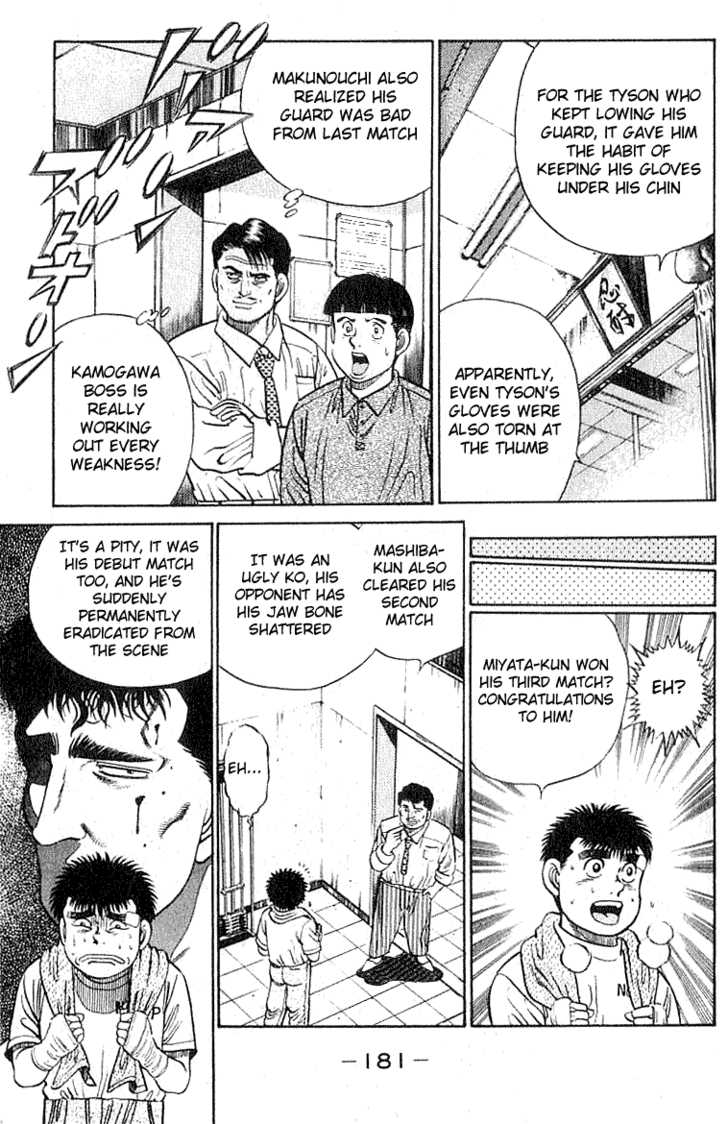 FOR THE TYSON WHO
KEPT LOWING HIS
GUARD, IT GAVE HIM
THE HABIT OF
KEEPING HIS GLOVES
UNDER HIS CHIN
APPARENTLY,
EVEN TYSON'S
GLOVES WERE
ALSO TORN AT
THE THUMB
MAKUNOUCHI ALSO
REALIZED HIS
GUARD WAS BAD
FROM LAST MATCH
KAMOGAWA
BOSS IS
REALLY
WORKING
OUT EVERY
WEAKNESS!
EH?
MIYATA-KUN WON
HIS THIRD MATCH?
CONGRATULATIONS
TO HIM!
MASHIBA-
KUN ALSO
CLEARED HIS
SECOND
MATCH
IT WAS AN
UGLY KO, HIS
OPPONENT HAS
HIS JAW BONE
SHATTERED
EH...
IT'S A PITY, IT WAS
HIS DEBUT MATCH
TOO, AND HE'S
SUDDENLY
PERMANENTLY
ERADICATED FROM
THE SCENE
- 181 -